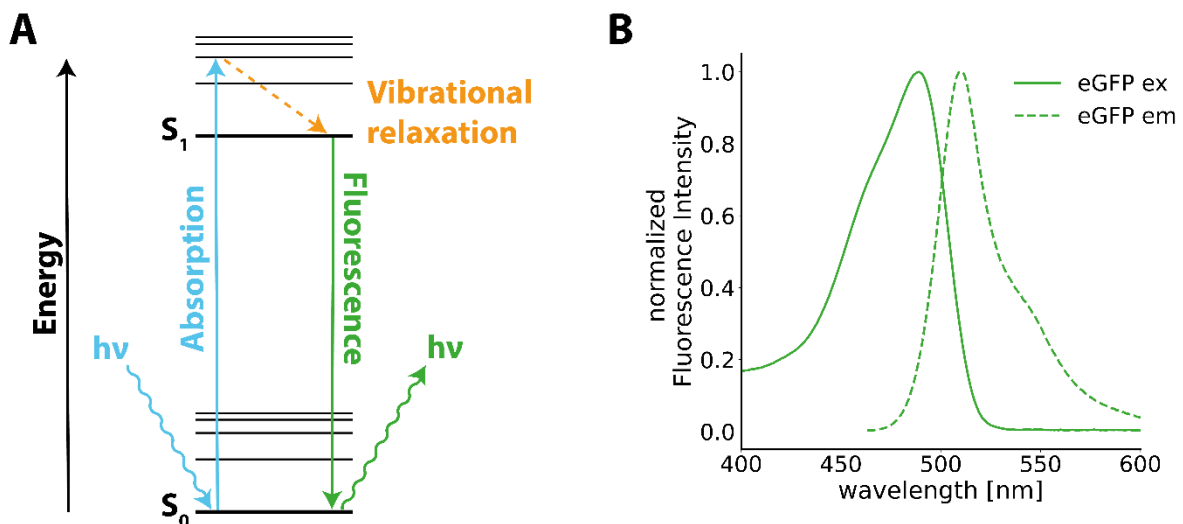 A
Energy
S1
S0
Absorption
Vibrational
relaxation
Fluorescence
hν
hν
B
normalized
Fluorescence Intensity
1.0
0.8
0.6
0.4
0.2
0.0
400
450
500
550
600
wavelength [nm]
eGFP ex
eGFP em